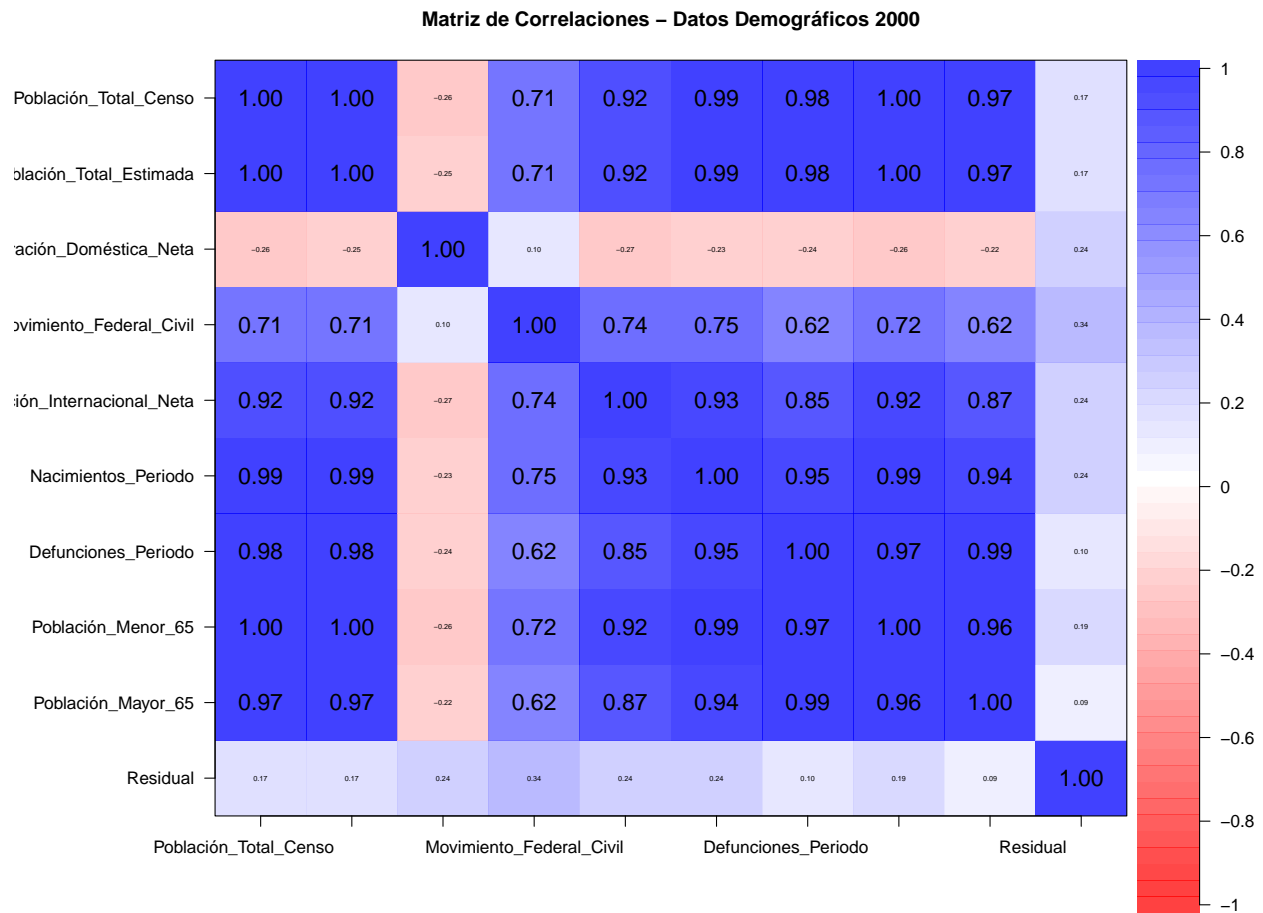 Matriz de Correlaciones – Datos Demográficos 2000
Población_Total_Censo 1.00 1.00 −0.26 0.71 0.92 0.99 0.98 1.00 0.97 0.17
blación_Total_Estimada 1.00 1.00 −0.25 0.71 0.92 0.99 0.98 1.00 0.97 0.17
ración_Doméstica_Neta −0.26 −0.25 1.00 0.10 −0.27 −0.23 −0.24 −0.26 −0.22 0.24
ovimiento_Federal_Civil 0.71 0.71 0.10 1.00 0.74 0.75 0.62 0.72 0.62 0.34
ción_Internacional_Neta 0.92 0.92 −0.27 0.74 1.00 0.93 0.85 0.92 0.87 0.24
Nacimientos_Periodo 0.99 0.99 −0.23 0.75 0.93 1.00 0.95 0.99 0.94 0.24
Defunciones_Periodo 0.98 0.98 −0.24 0.62 0.85 0.95 1.00 0.97 0.99 0.10
Población_Menor_65 1.00 1.00 −0.26 0.72 0.92 0.99 0.97 1.00 0.96 0.19
Población_Mayor_65 0.97 0.97 −0.22 0.62 0.87 0.94 0.99 0.96 1.00 0.09
Residual 0.17 0.17 0.24 0.34 0.24 0.24 0.10 0.19 0.09 1.00
Población_Total_Censo Movimiento_Federal_Civil Defunciones_Periodo Residual
1
0.8
0.6
0.4
0.2
0
−0.2
−0.4
−0.6
−0.8
−1